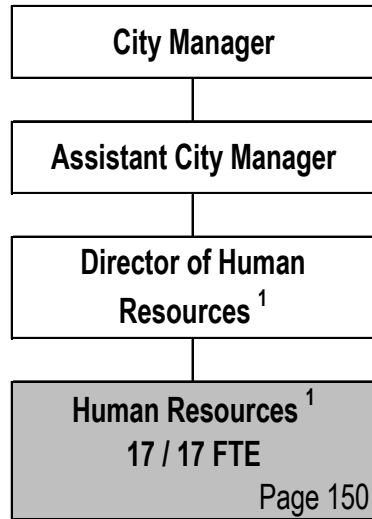 City Manager
Assistant City Manager
Director of Human
Resources 1
Human Resources 1
17 / 17 FTE
Page 150